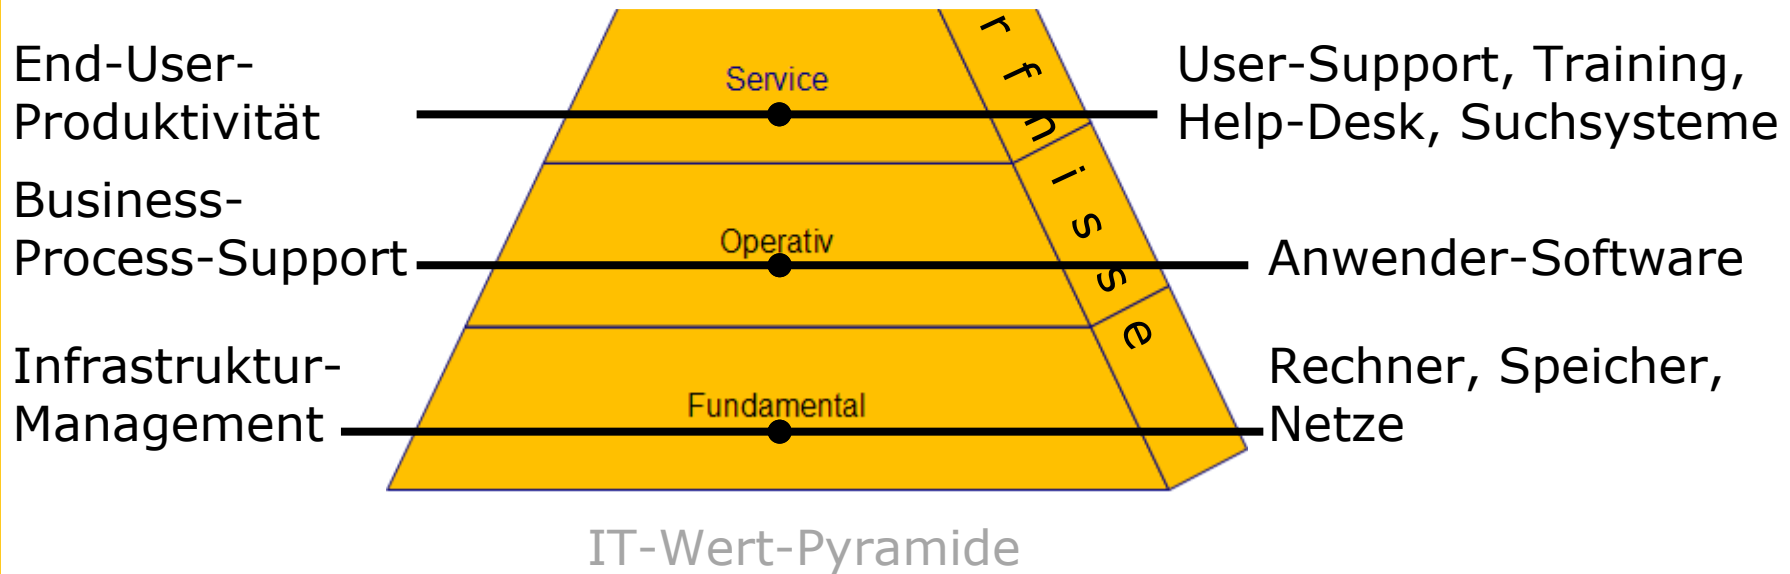 End-User-
Produktivität
Service
User-Support, Training,
Help-Desk, Suchsysteme
Business-
Process-Support
Operativ
Anwender-Software
Infrastruktur-
Management
Fundamental
Rechner, Speicher,
Netze
rfnisse
IT-Wert-Pyramide